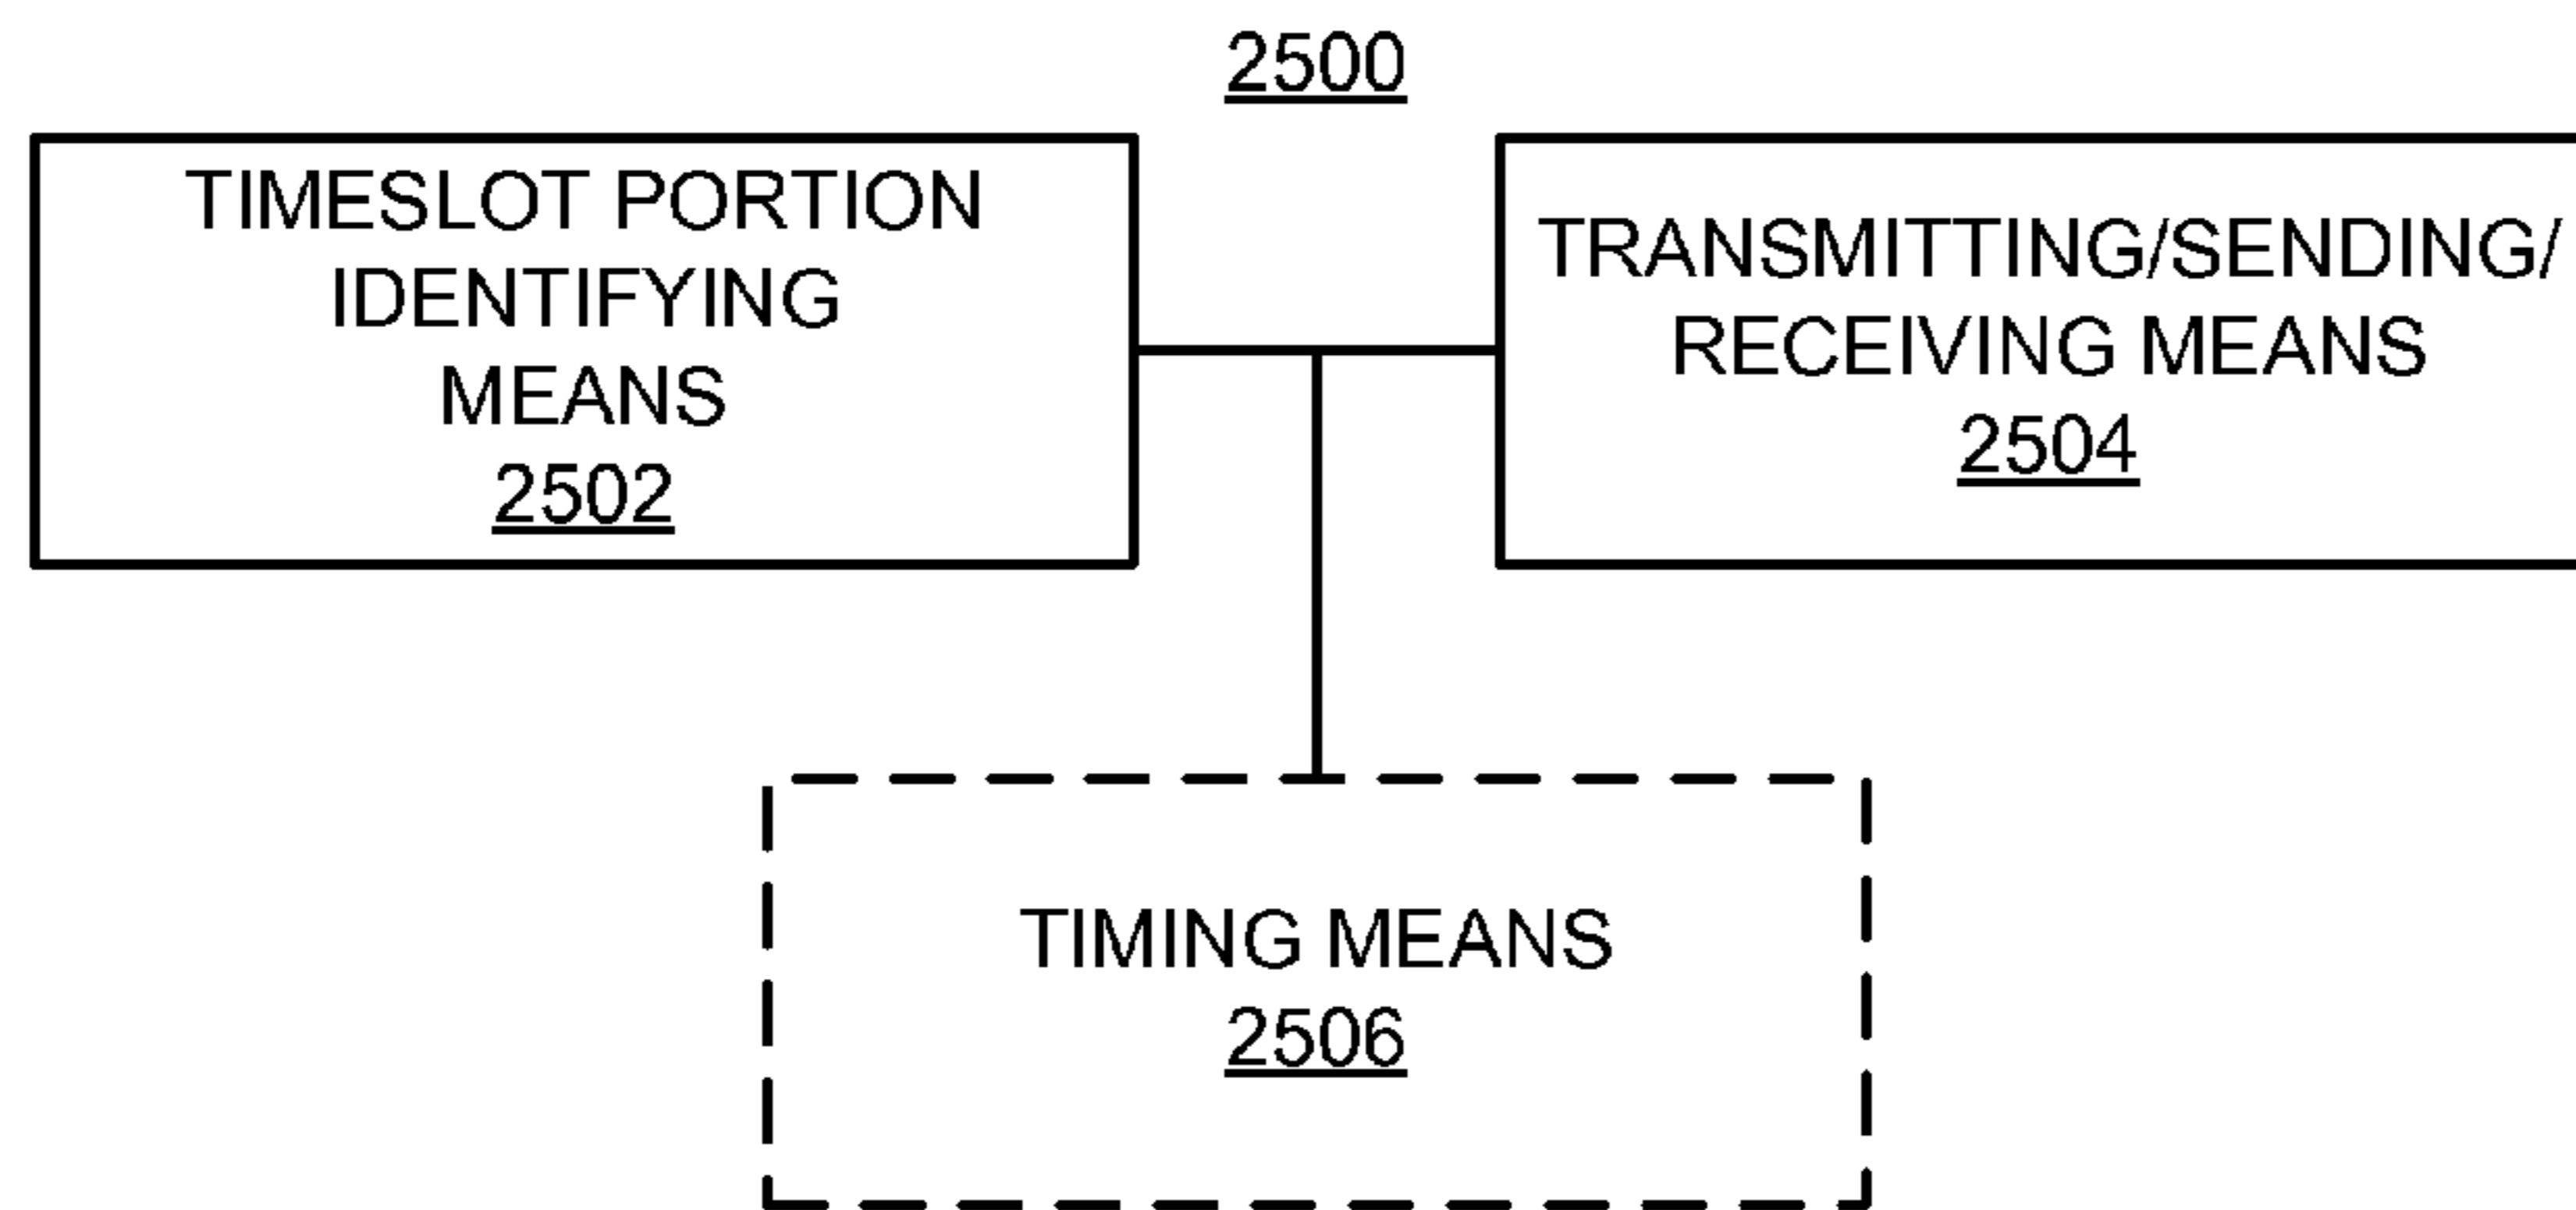 2500
TIMESLOT PORTION
IDENTIFYING
MEANS
2502
TRANSMITTING/SENDING/
RECEIVING MEANS
2504
TIMING MEANS
2506